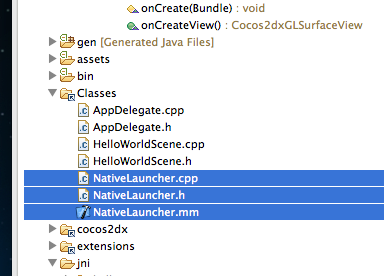 onCreate(Bundle) : void
onCreateView() : Cocos2dxGLSurfaceView
gen [Generated Java Files]
assets
bin
Classes
AppDelegate.cpp
AppDelegate.h
HelloWorldScene.cpp
HelloWorldScene.h
NativeLauncher.cpp
NativeLauncher.h
NativeLauncher.mm
cocos2dx
extensions
jni